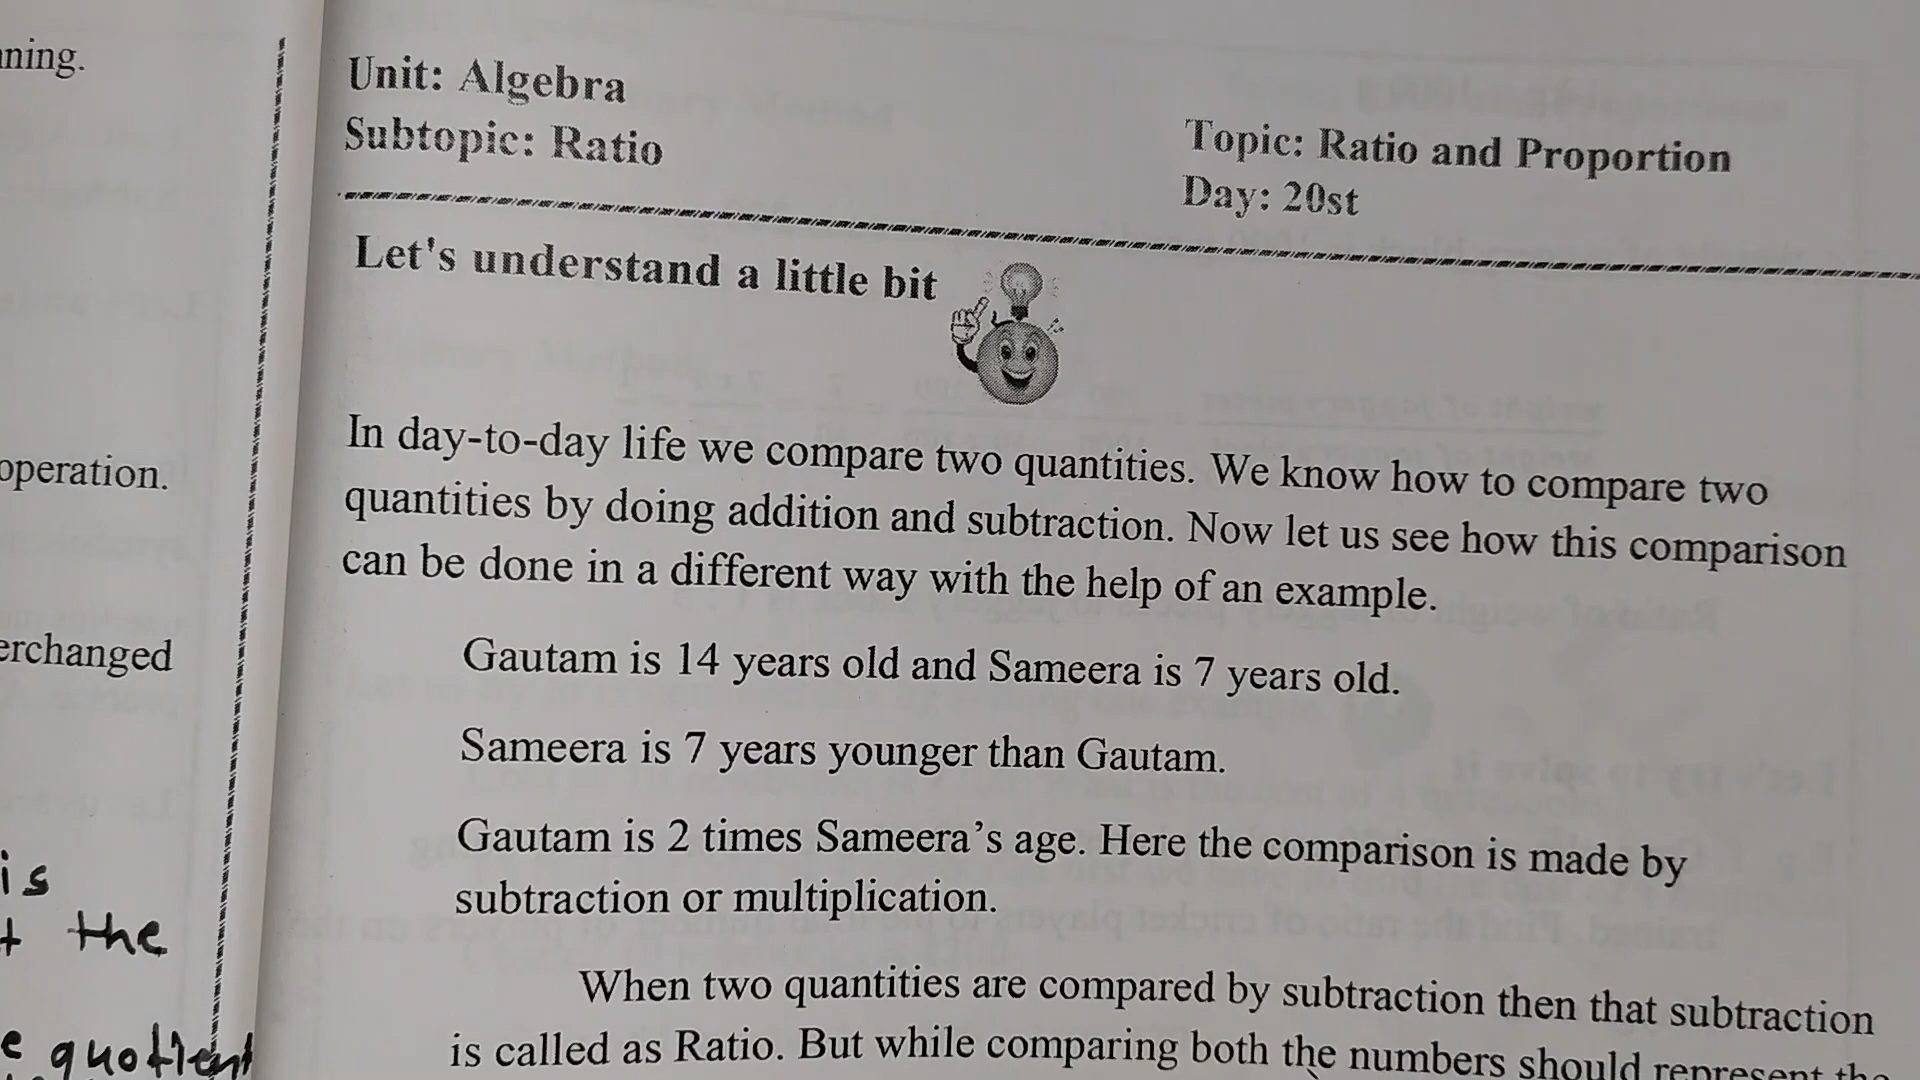 ning.
operation.
erchanged
is
the
quotient
Unit: Algebra
Subtopic: Ratio
Topic: Ratio and Proportion
Day: 20st
Let's understand a little bit
In day-to-day life we compare two quantities. We know how to compare two
quantities by doing addition and subtraction. Now let us see how this comparison
can be done in a different way with the help of an example.
Gautam is 14 years old and Sameera is 7 years old.
Sameera is 7 years younger than Gautam.
Gautam is 2 times Sameera’s age. Here the comparison is made by
subtraction or multiplication.
When two quantities are compared by subtraction then that subtraction
is called as Ratio. But while comparing both the numbers should represent the